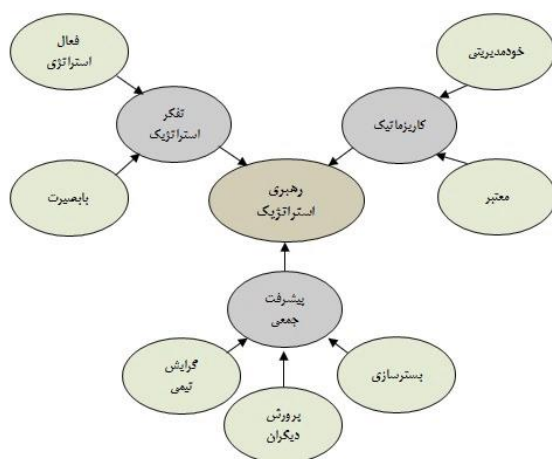 فعال
استراتژی
خودمدیریتی
تفکر
استراتژیک
کاریزماتیک
بابصیرت
رهبری
استراتژیک
معتبر
پیشرفت
جمعی
گرایش
تیمی
پرورش
دیگران
بسترسازی